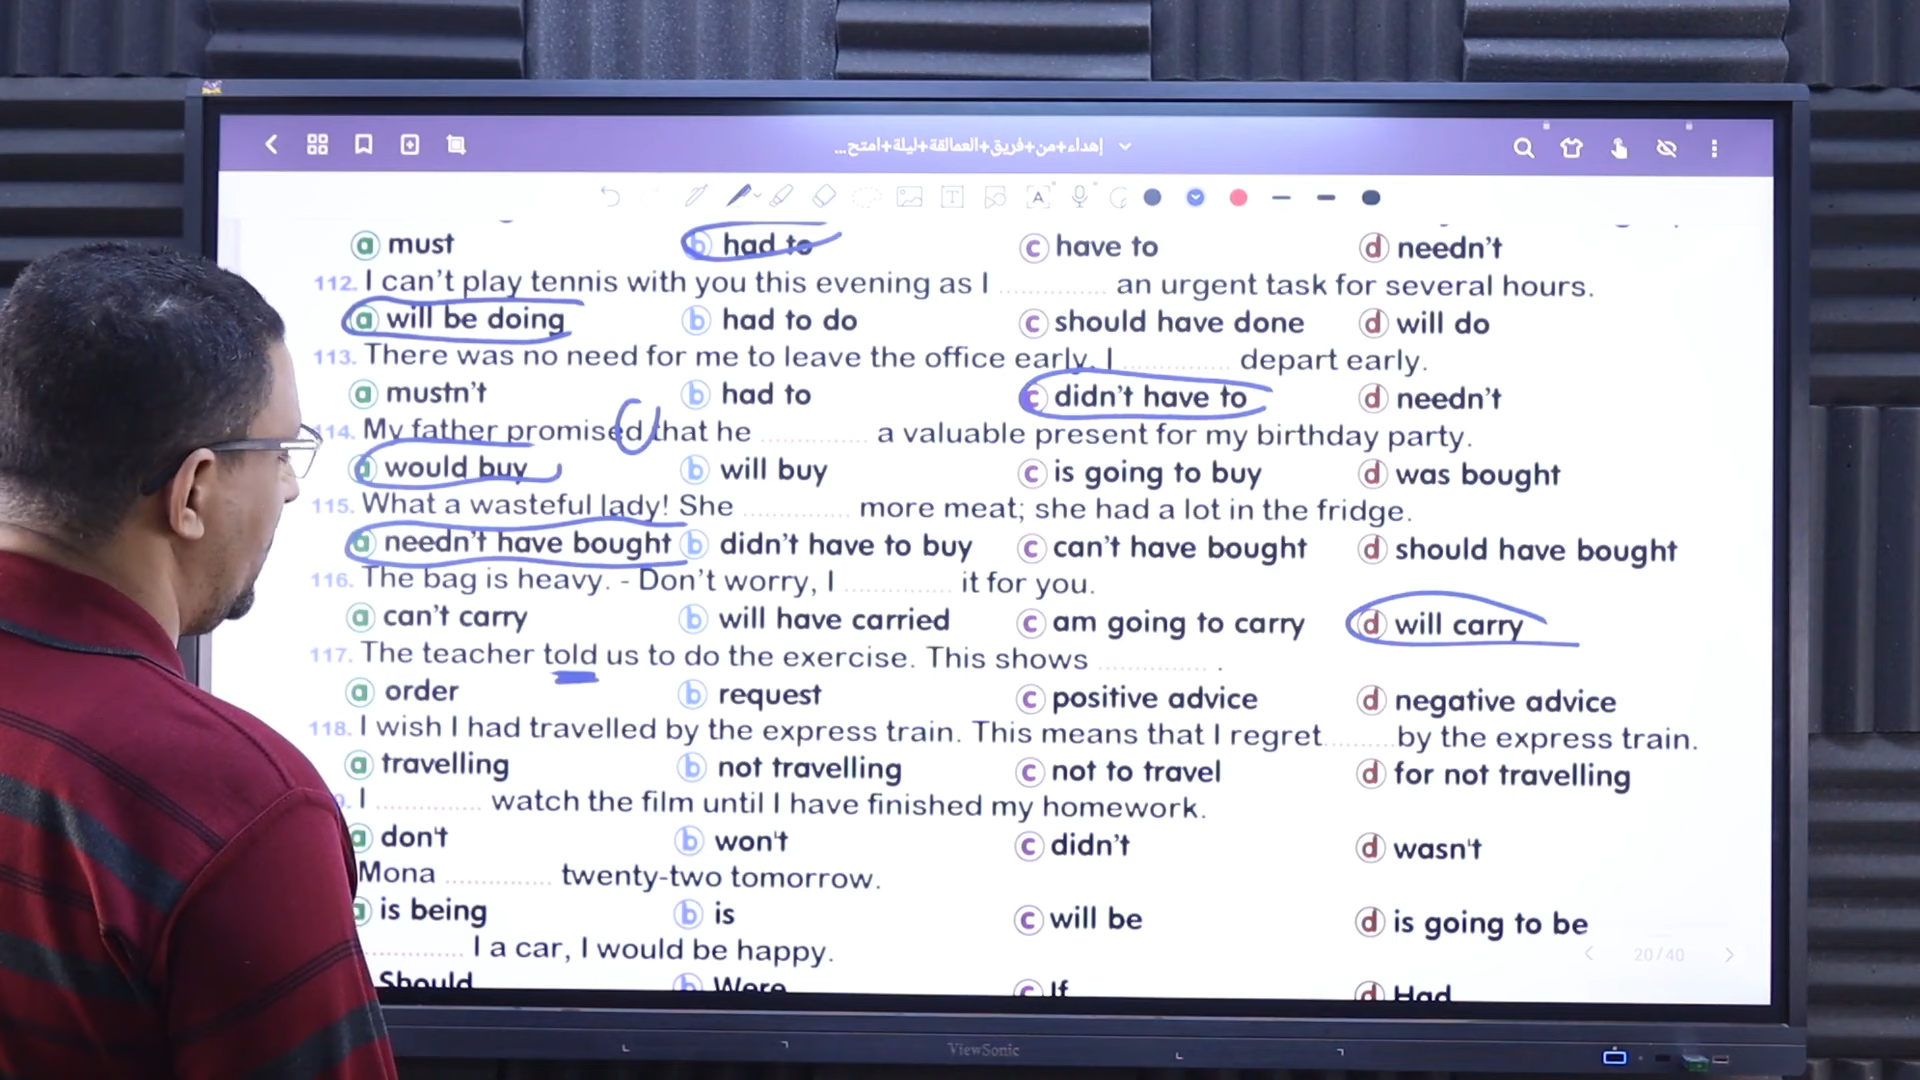 إهداء+من+فريق+العمالقة+ليلة+امتح...
a must b had to c have to d needn't
112. I can't play tennis with you this evening as I ............ an urgent task for several hours.
a will be doing b had to do c should have done d will do
113. There was no need for me to leave the office early. I ............ depart early.
a mustn't b had to c didn't have to d needn't
114. My father promised that he ............ a valuable present for my birthday party.
a would buy b will buy c is going to buy d was bought
115. What a wasteful lady! She ............ more meat; she had a lot in the fridge.
a needn't have bought b didn't have to buy c can't have bought d should have bought
116. The bag is heavy. - Don't worry, I ............ it for you.
a can't carry b will have carried c am going to carry d will carry
117. The teacher told us to do the exercise. This shows ............ .
a order b request c positive advice d negative advice
118. I wish I had travelled by the express train. This means that I regret ........ by the express train.
a travelling b not travelling c not to travel d for not travelling
I ............ watch the film until I have finished my homework.
a don't b won't c didn't d wasn't
Mona ............ twenty-two tomorrow.
a is being b is c will be d is going to be
............ I a car, I would be happy.
Should b Were c If d Had
20/40
ViewSonic